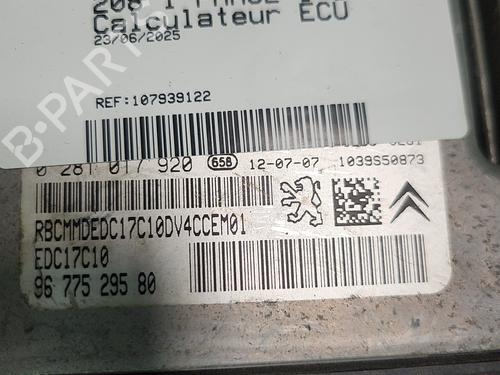 208 1 PHASE
Calculateur ECU
23/06/2025
REF:107939122
0 281 017 920 658 12-07-07 1039S50873
RBCMMDEDC17C10DV4CCEM01
EDC17C10
96 775 295 80
B-PARTS